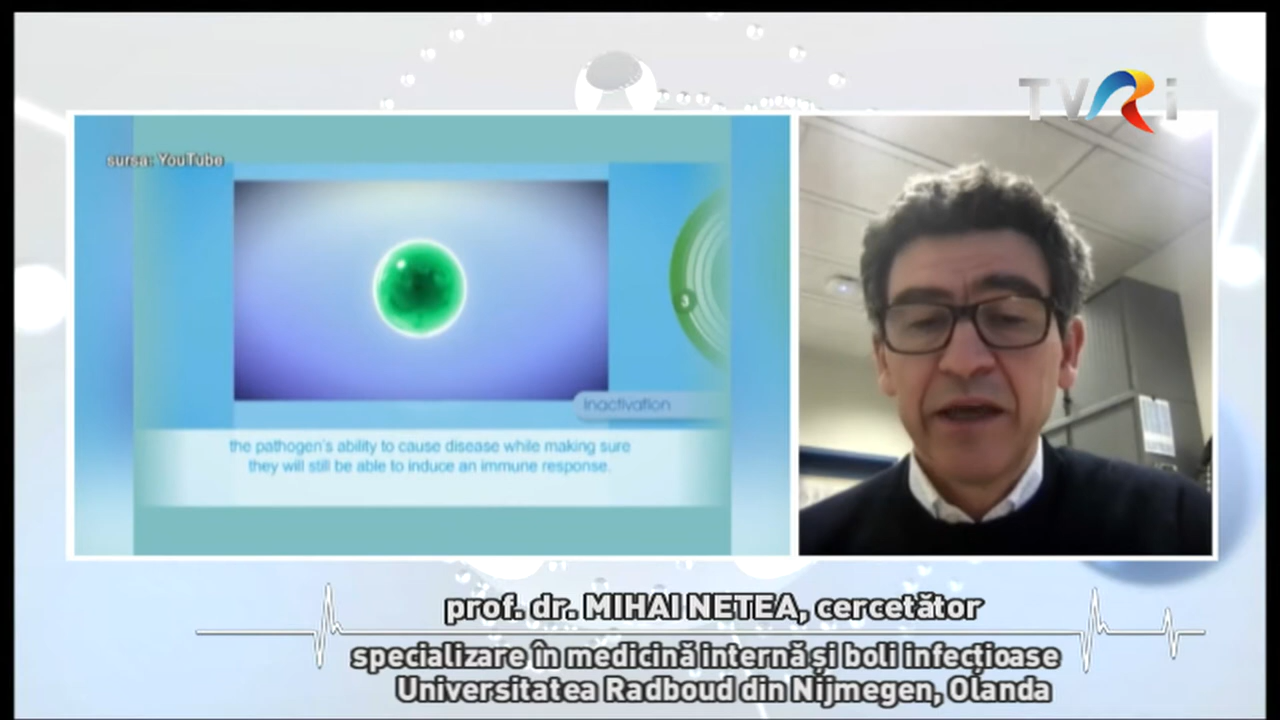 TVRi
sursa: YouTube
3
Inactivation
the pathogen's ability to cause disease while making sure
they will still be able to induce an immune response.
prof. dr. MIHAI NETEA, cercetător
specializare în medicină internă și boli infecțioase
Universitatea Radboud din Nijmegen, Olanda